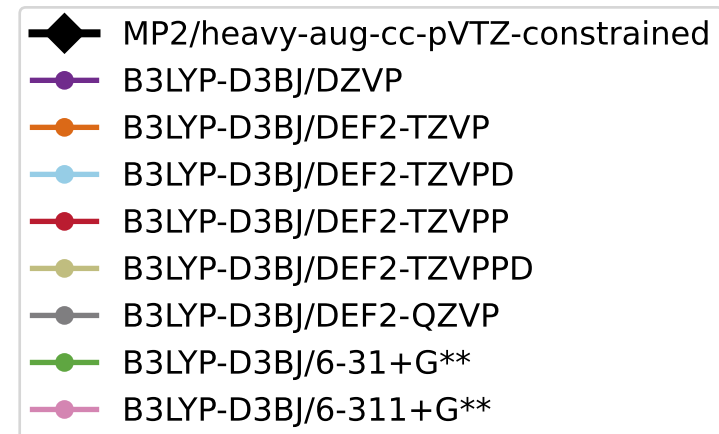 MP2/heavy-aug-cc-pVTZ-constrained
B3LYP-D3BJ/DZVP
B3LYP-D3BJ/DEF2-TZVP
B3LYP-D3BJ/DEF2-TZVPD
B3LYP-D3BJ/DEF2-TZVPP
B3LYP-D3BJ/DEF2-TZVPPD
B3LYP-D3BJ/DEF2-QZVP
B3LYP-D3BJ/6-31+G**
B3LYP-D3BJ/6-311+G**